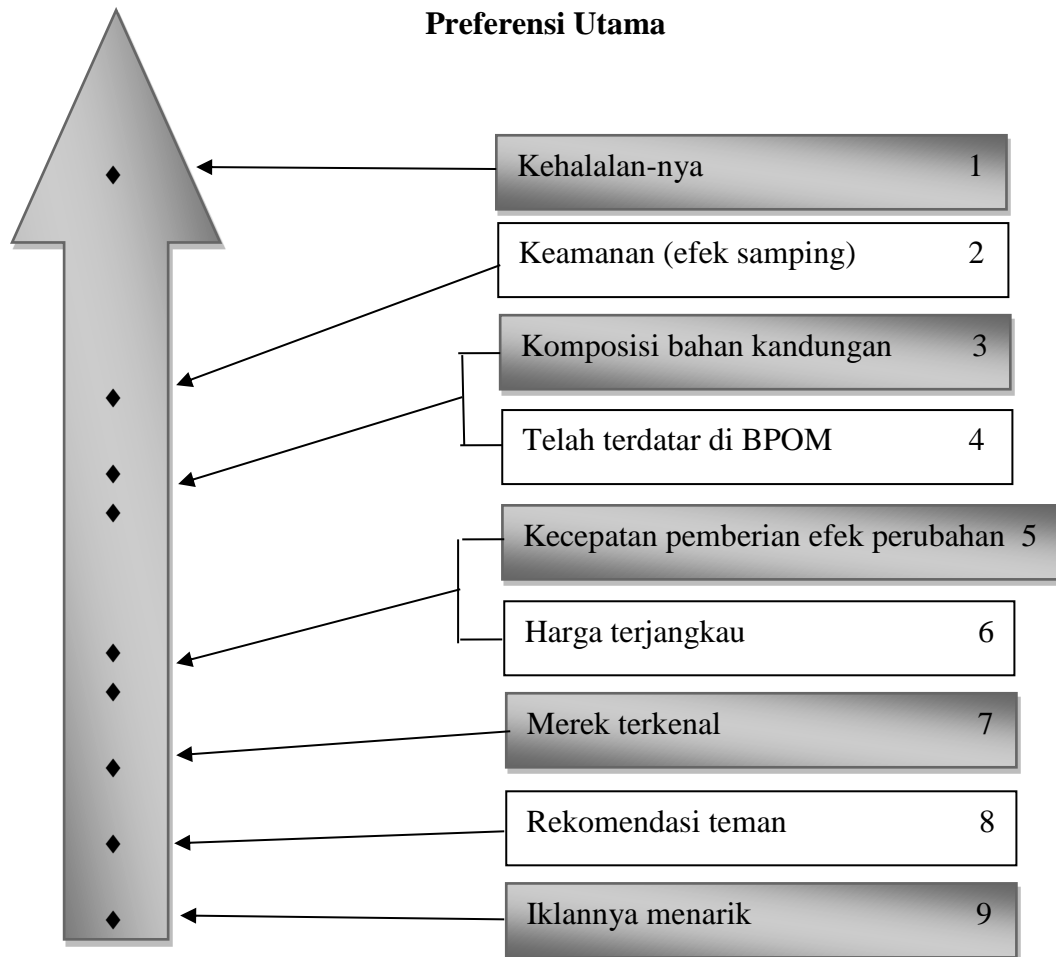 Preferensi Utama
Kehalalan-nya 1
Keamanan (efek samping) 2
Komposisi bahan kandungan 3
Telah terdatar di BPOM 4
Kecepatan pemberian efek perubahan 5
Harga terjangkau 6
Merek terkenal 7
Rekomendasi teman 8
Iklannya menarik 9